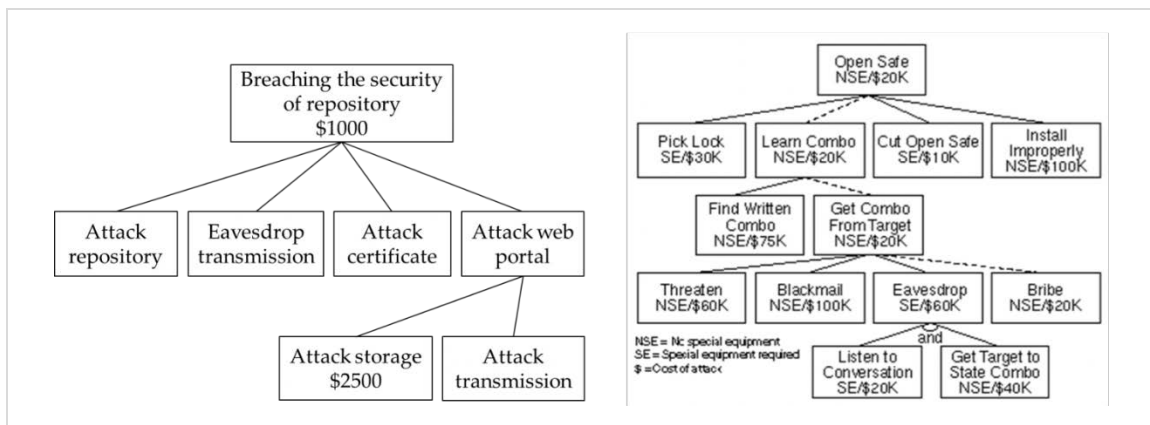 Breaching the security
of repository
$1000
Attack
repository
Eavesdrop
transmission
Attack
certificate
Attack web
portal
Attack storage
$2500
Attack
transmission
Open Safe
NSE/$20K
Pick Lock
SE/$30K
Learn Combo
NSE/$20K
Cut Open Safe
SE/$10K
Install
Improperly
NSE/$100K
Find Written
Combo
NSE/$75K
Get Combo
From Target
NSE/$20K
Threaten
NSE/$60K
Blackmail
NSE/$100K
Eavesdrop
SE/$60K
Bribe
NSE/$20K
and
NSE = Nc special equipment
SE = Special equipment required
$ = Cost of attack
Listen to
Conversation
SE/$20K
Get Target to
State Combo
NSE/$40K